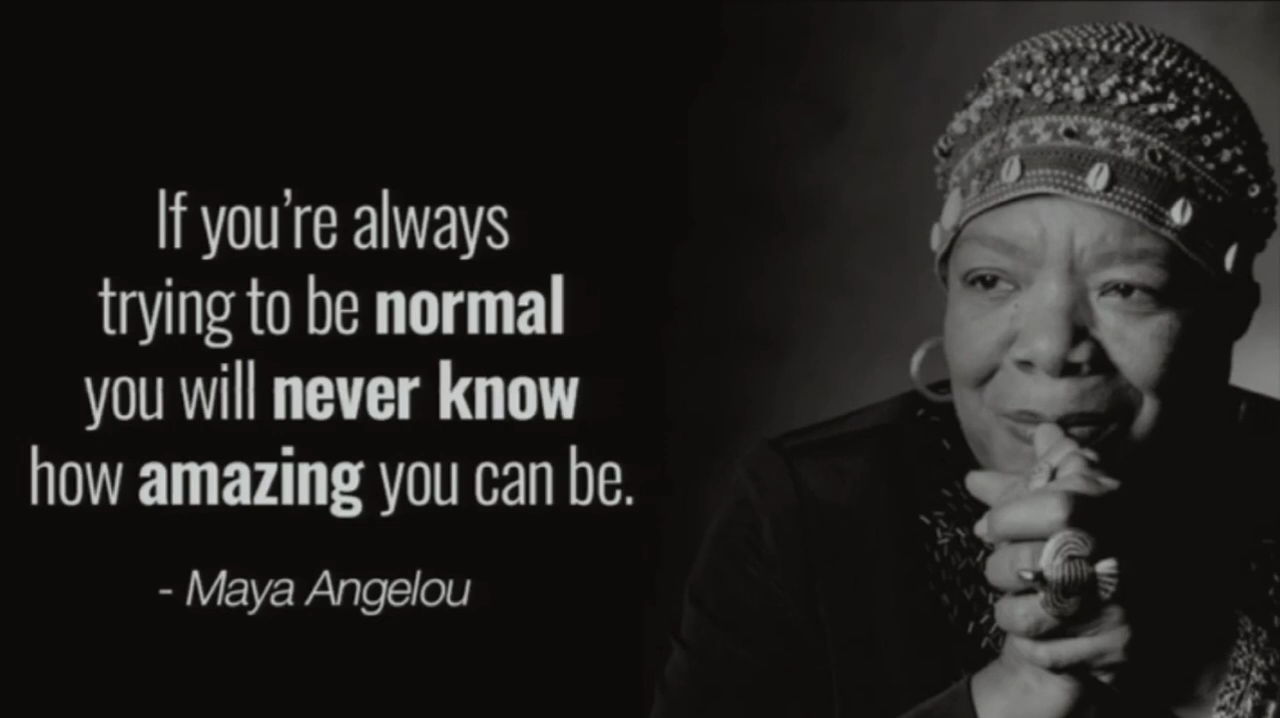 If you’re always
trying to be normal
you will never know
how amazing you can be.
- Maya Angelou